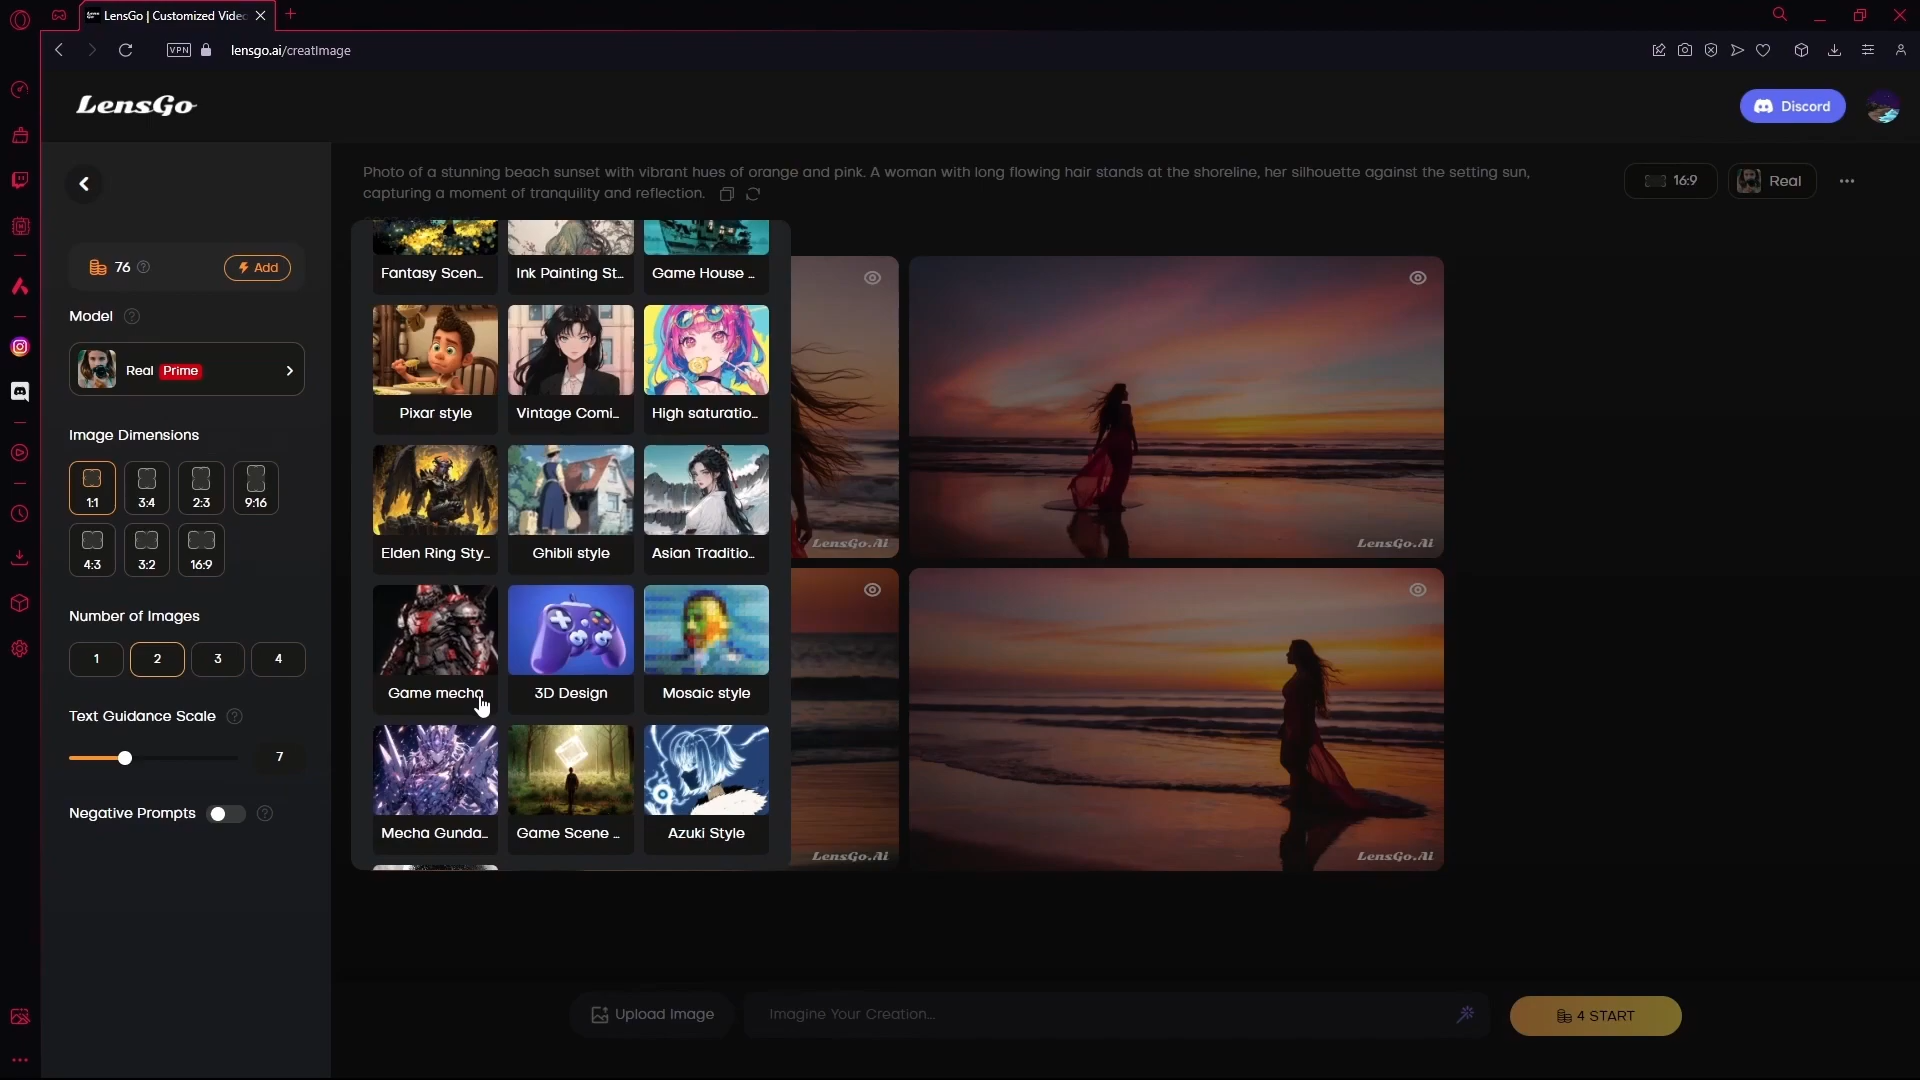 LensGo | Customized Video
VPN
lensgo.ai/creatImage
LensGo
Discord
Photo of a stunning beach sunset with vibrant hues of orange and pink. A woman with long flowing hair stands at the shoreline, her silhouette against the setting sun,
capturing a moment of tranquility and reflection.
16:9
Real
76
Add
Model
Real Prime
Image Dimensions
1:1 3:4 2:3 9:16
4:3 3:2 16:9
Number of Images
1 2 3 4
Text Guidance Scale
7
Negative Prompts
Fantasy Scen... Ink Painting St... Game House ...
Pixar style Vintage Comi... High saturatio...
Elden Ring Sty... Ghibli style Asian Traditio...
Game mecha 3D Design Mosaic style
Mecha Gunda... Game Scene ... Azuki Style
LensGo.Ai
LensGo.Ai
LensGo.Ai
LensGo.Ai
Upload Image
Imagine Your Creation...
4 START